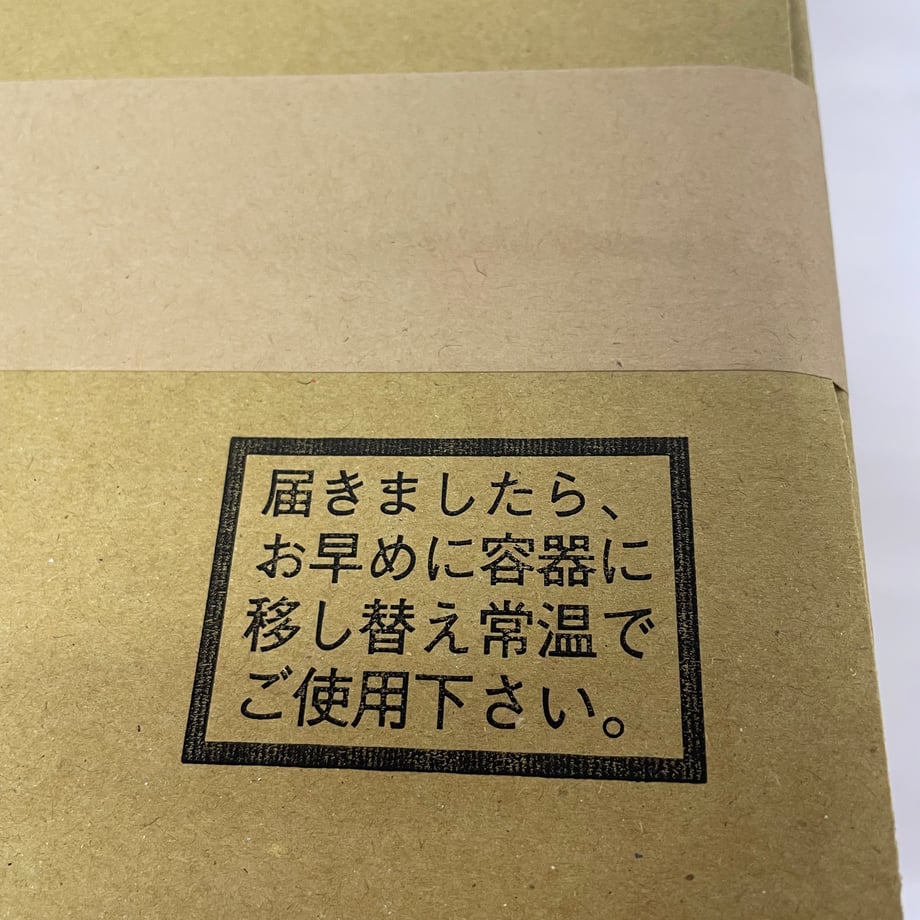 届きましたら、
お早めに容器に
移し替え常温で
ご使用下さい。